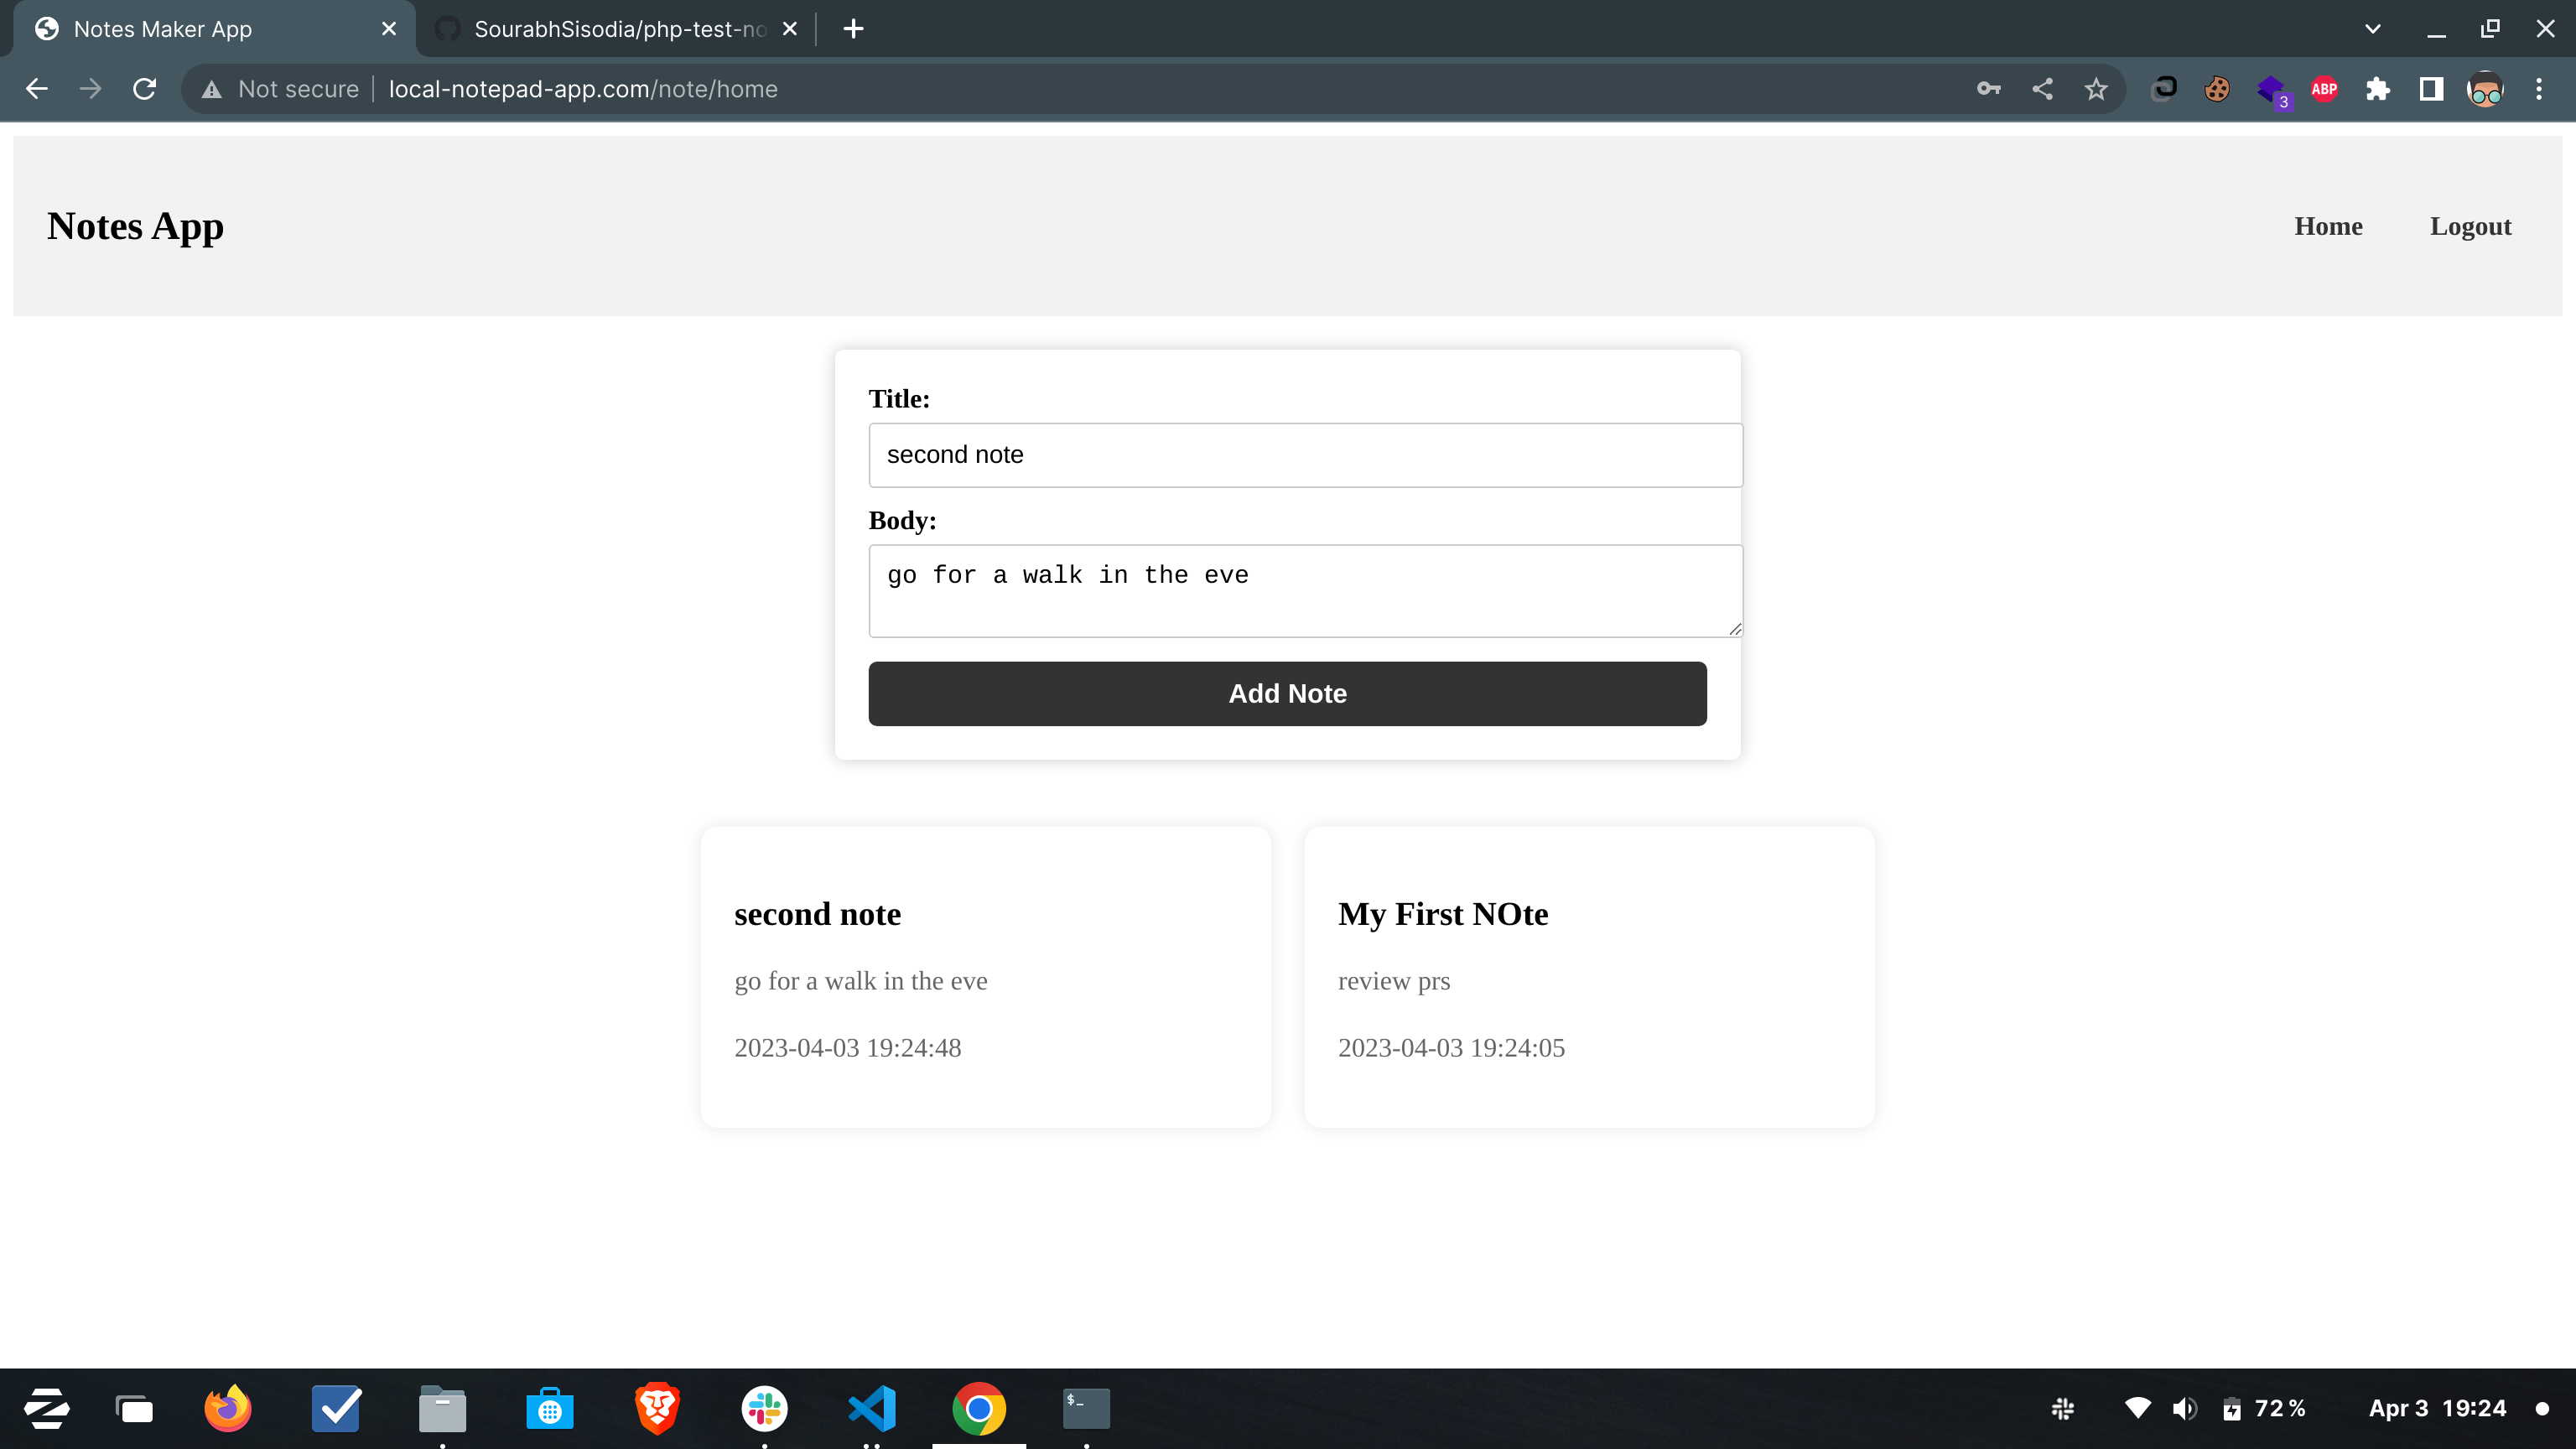 Notes Maker App
SourabhSisodia/php-test-no
Not secure
local-notepad-app.com/note/home
3
ABP
Notes App
Home
Logout
Title:
second note
Body:
go for a walk in the eve
Add Note
second note
go for a walk in the eve
2023-04-03 19:24:48
My First NOte
review prs
2023-04-03 19:24:05
$_
72%
Apr 3 19:24